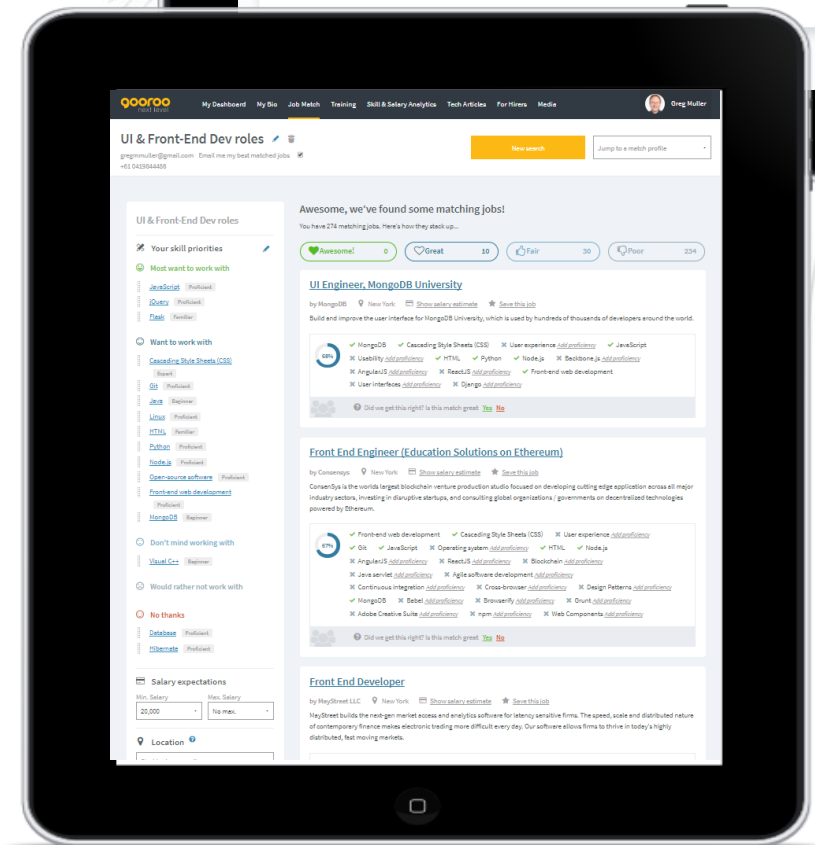 gooroo
next level
My Dashboard My Bio Job Match Training Skill & Salary Analytics Tech Articles For Hirers Media Greg Muller
UI & Front-End Dev roles
gregmmuller@gmail.com Email me my best matched jobs
+61 0419844488
New search
Jump to a match profile
UI & Front-End Dev roles
Your skill priorities
Most want to work with
JavaScript Proficient
jQuery Proficient
Flask Familiar
Want to work with
Cascading Style Sheets (CSS)
Expert
Git Proficient
Java Beginner
Linux Proficient
HTML Familiar
Python Proficient
Node.js Proficient
Open-source software Proficient
Front-end web development
Proficient
MongoDB Beginner
Don't mind working with
Visual C++ Beginner
Would rather not work with
No thanks
Database Proficient
Hibernate Proficient
Salary expectations
Min. Salary Max. Salary
20,000 No max.
Location
Awesome, we've found some matching jobs!
You have 274 matching jobs. Here's how they stack up...
Awesome! 0 Great 10 Fair 30 Poor 234
UI Engineer, MongoDB University
by MongoDB New York Show salary estimate Save this job
Build and improve the user interface for MongoDB University, which is used by hundreds of thousands of developers around the world.
68%
MongoDB Cascading Style Sheets (CSS) User experience Add proficiency JavaScript
Usability Add proficiency HTML Python Node.js Backbone.js Add proficiency
AngularJS Add proficiency ReactJS Add proficiency Front-end web development
User interfaces Add proficiency Django Add proficiency
Did we get this right? Is this match great Yes No
Front End Engineer (Education Solutions on Ethereum)
by Consensys New York Show salary estimate Save this job
ConsenSys is the worlds largest blockchain venture production studio focused on developing cutting edge application across all major
industry sectors, investing in disruptive startups, and consulting global organizations / governments on decentralized technologies
powered by Ethereum.
67%
Front-end web development Cascading Style Sheets (CSS) User experience Add proficiency
Git JavaScript Operating system Add proficiency HTML Node.js
AngularJS Add proficiency ReactJS Add proficiency Blockchain Add proficiency
Java servlet Add proficiency Agile software development Add proficiency
Continuous integration Add proficiency Cross-browser Add proficiency Design Patterns Add proficiency
MongoDB Babel Add proficiency Browserify Add proficiency Grunt Add proficiency
Adobe Creative Suite Add proficiency npm Add proficiency Web Components Add proficiency
Did we get this right? Is this match great Yes No
Front End Developer
by MayStreet LLC New York Show salary estimate Save this job
MayStreet builds the next-gen market access and analytics software for latency sensitive firms. The speed, scale and distributed nature
of contemporary finance makes electronic trading more difficult every day. Our software allows firms to thrive in today's highly
distributed, fast moving markets.